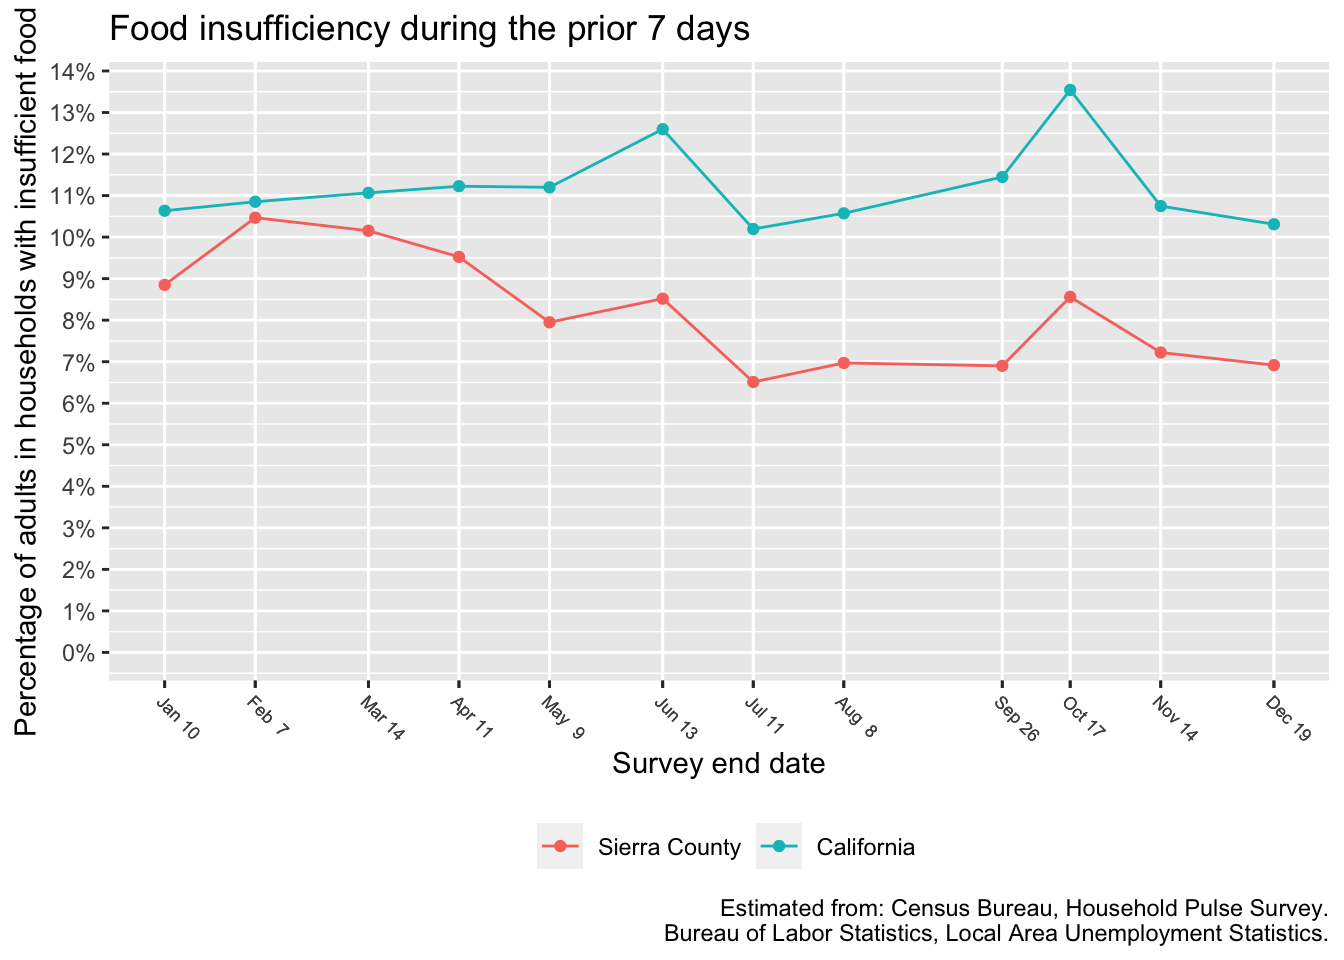 Food insufficiency during the prior 7 days
Percentage of adults in households with insufficient food
14%
13%
12%
11%
10%
9%
8%
7%
6%
5%
4%
3%
2%
1%
0%
Jan 10
Feb 7
Mar 14
Apr 11
May 9
Jun 13
Jul 11
Aug 8
Sep 26
Oct 17
Nov 14
Dec 19
Survey end date
Sierra County
California
Estimated from: Census Bureau, Household Pulse Survey.
Bureau of Labor Statistics, Local Area Unemployment Statistics.